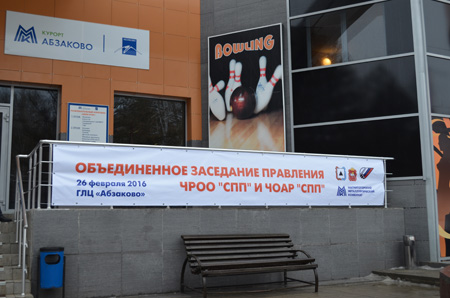 КУРОРТ
АБЗАКОВО
BOWLING
ОБЪЕДИНЕННОЕ ЗАСЕДАНИЕ ПРАВЛЕНИЯ
ЧРОО "СПП" И ЧОАР "СПП"
26 февраля 2016
ГЛЦ «Абзаково»